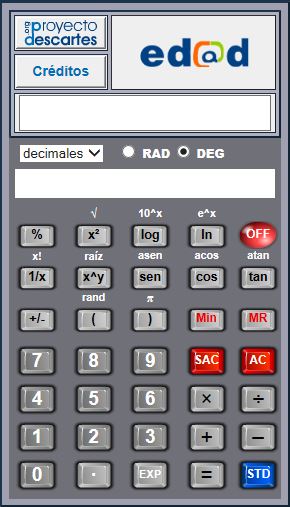 red proyecto
descartes
ed@d
Créditos
decimales RAD DEG
√ 10^x e^x
% x² log ln OFF
x! raíz asen acos atan
1/x x^y sen cos tan
rand π
+/- ( ) Min MR
7 8 9 SAC AC
4 5 6 × ÷
1 2 3 + –
0 · EXP = STD